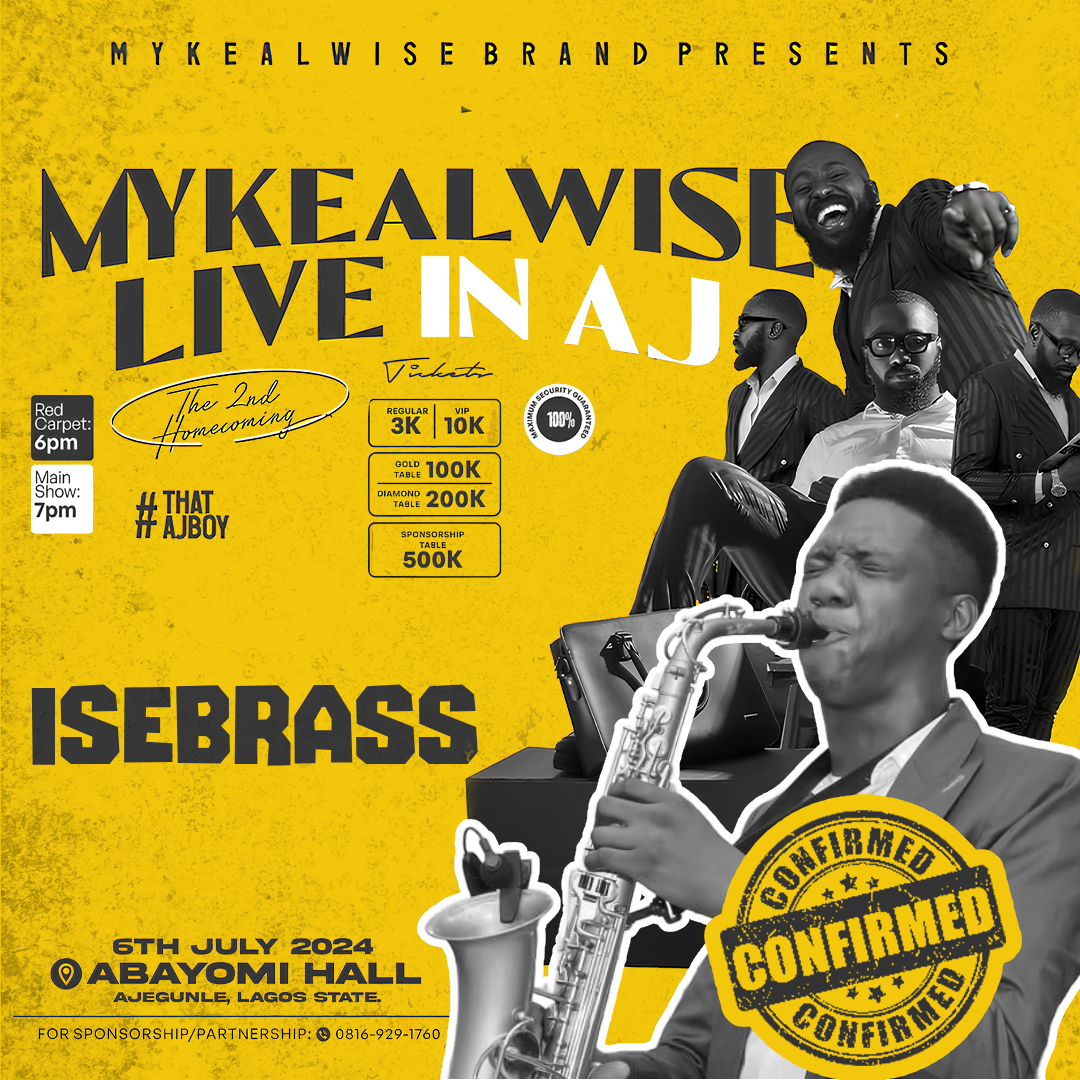 MYKEALWISE BRAND PRESENTS
MYKEALWISE
LIVE IN AJ
Tickets
The 2nd
Homecoming
Red
Carpet:
6pm
Main
Show:
7pm
#THAT
AJBOY
REGULAR
3K
VIP
10K
GOLD
TABLE 100K
DIAMOND
TABLE 200K
SPONSORSHIP
TABLE
500K
MAXIMUM SECURITY GUARANTEED
100%
ISEBRASS
CONFIRMED
CONFIRMED
CONFIRMED
6TH JULY 2024
ABAYOMI HALL
AJEGUNLE, LAGOS STATE.
FOR SPONSORSHIP/PARTNERSHIP: 0816-929-1760